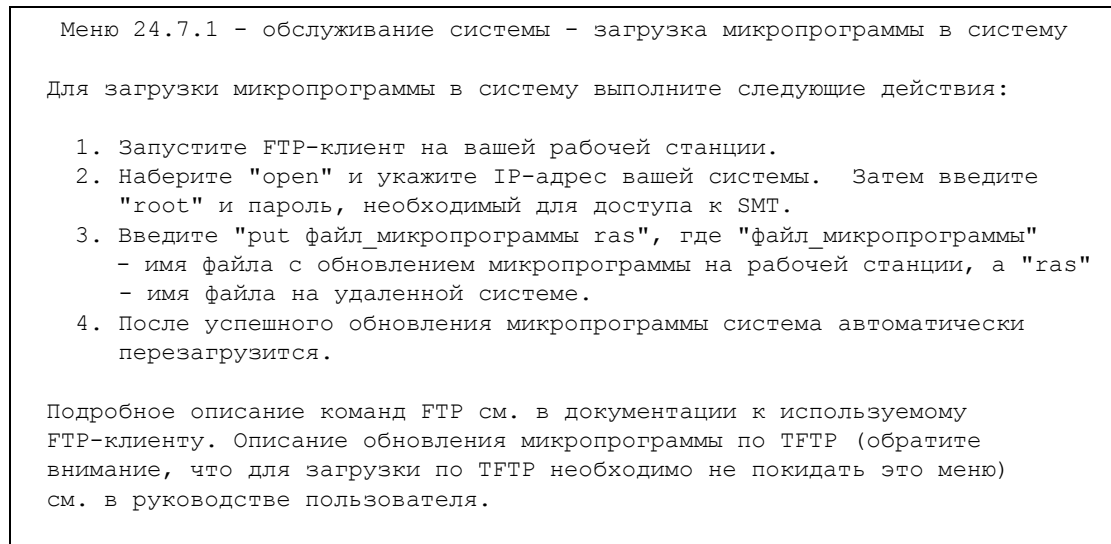 Меню 24.7.1 - обслуживание системы - загрузка микропрограммы в систему
Для загрузки микропрограммы в систему выполните следующие действия:
1. Запустите FTP-клиент на вашей рабочей станции.
2. Наберите "open" и укажите IP-адрес вашей системы.  Затем введите
"root" и пароль, необходимый для доступа к SMT.
3. Введите "put файл_микропрограммы ras", где "файл_микропрограммы"
- имя файла с обновлением микропрограммы на рабочей станции, а "ras"
- имя файла на удаленной системе.
4. После успешного обновления микропрограммы система автоматически
перезагрузится.
Подробное описание команд FTP см. в документации к используемому
FTP-клиенту. Описание обновления микропрограммы по TFTP (обратите
внимание, что для загрузки по TFTP необходимо не покидать это меню)
см. в руководстве пользователя.